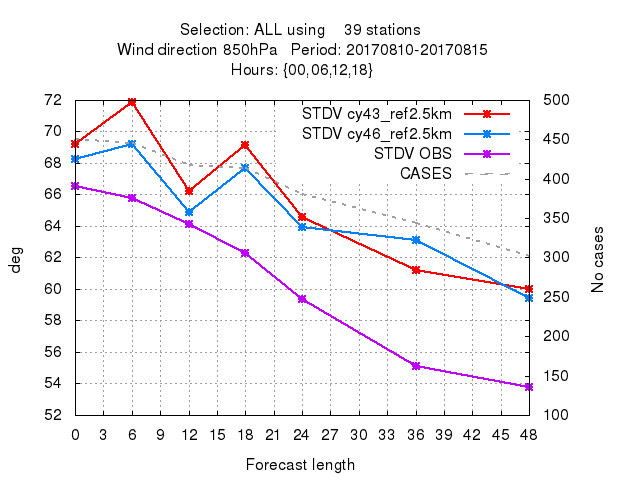 Selection: ALL using 39 stations
Wind direction 850hPa Period: 20170810-20170815
Hours: {00,06,12,18}
72 500
70 450
68 400
66 350
64 300
62 250
60 200
58 150
56 100
54
52
STDV cy43_ref2.5km
STDV cy46_ref2.5km
STDV OBS
CASES
deg
No cases
0 3 6 9 12 15 18 21 24 27 30 33 36 39 42 45 48
Forecast length